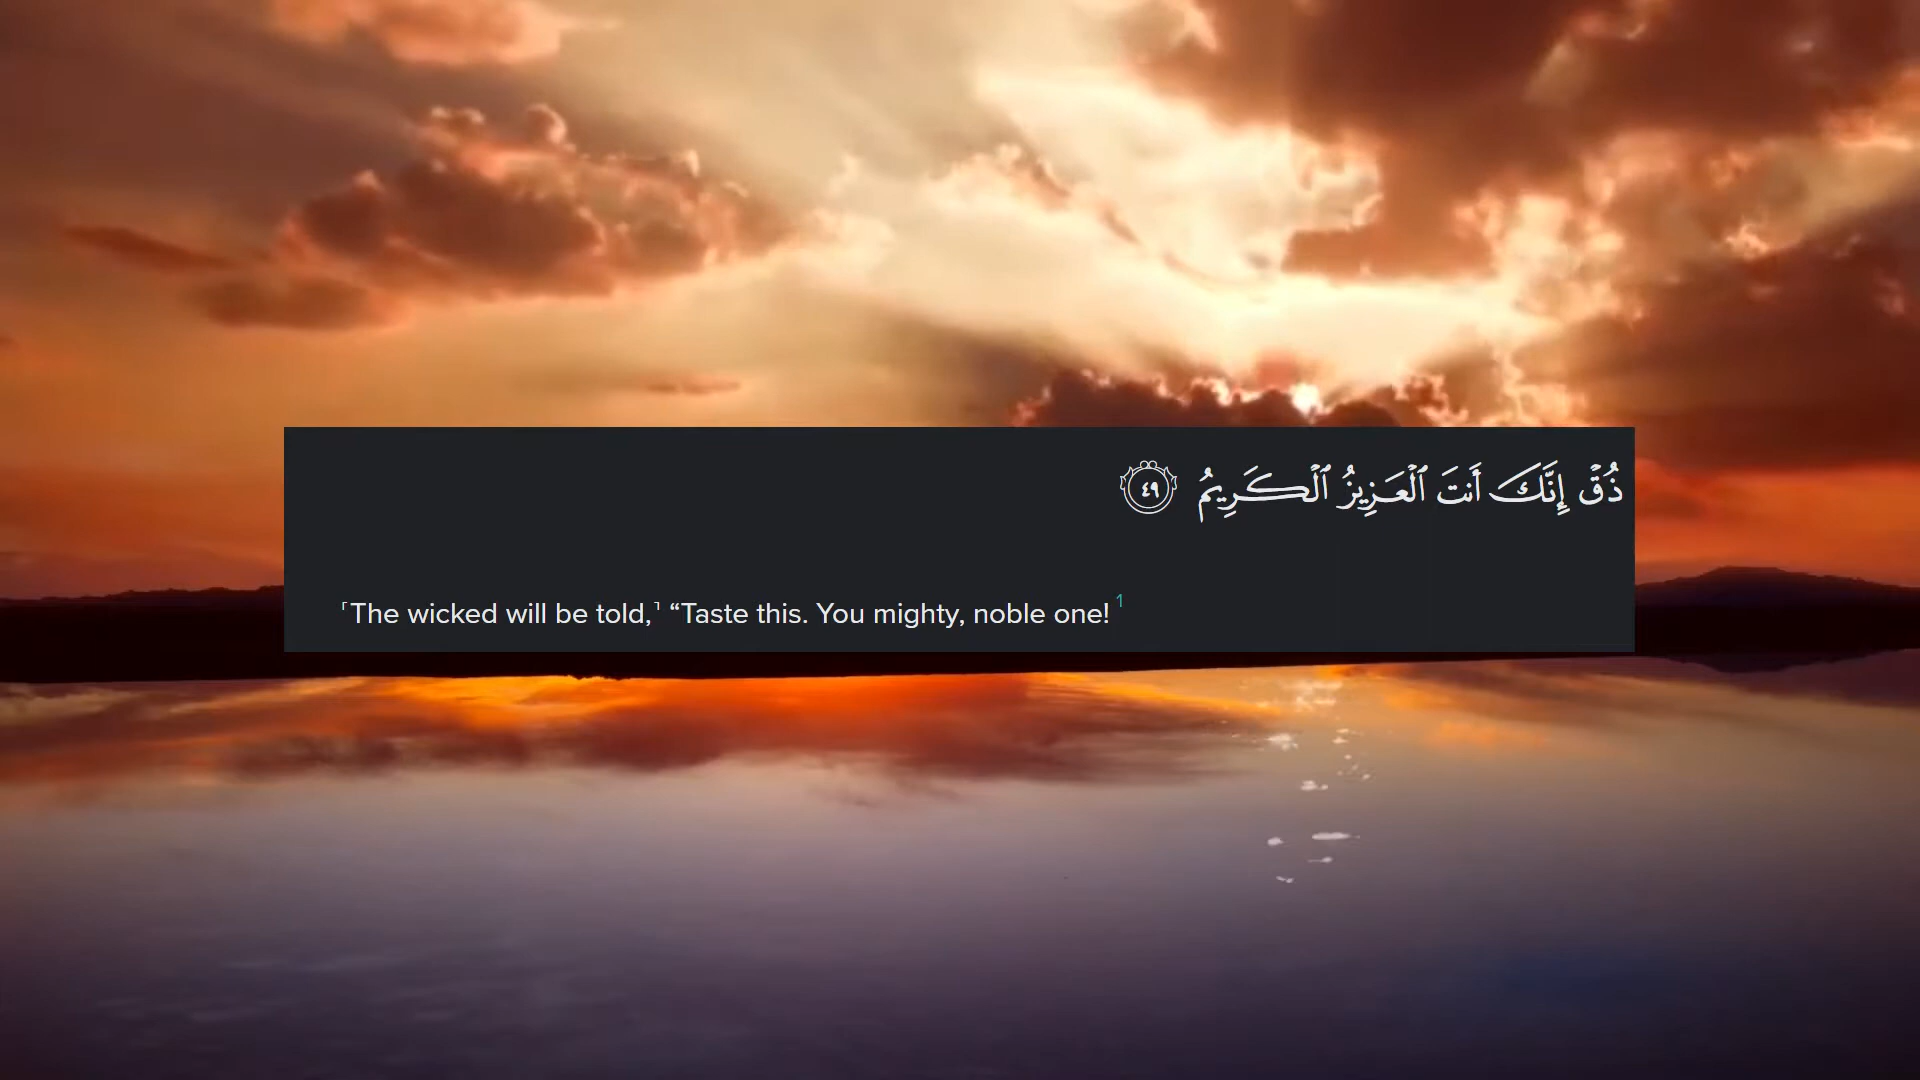 ذُقْ إِنَّكَ أَنتَ ٱلْعَزِيزُ ٱلْكَرِيمُ ٤٩
⸢The wicked will be told,⸣ “Taste this. You mighty, noble one! 1